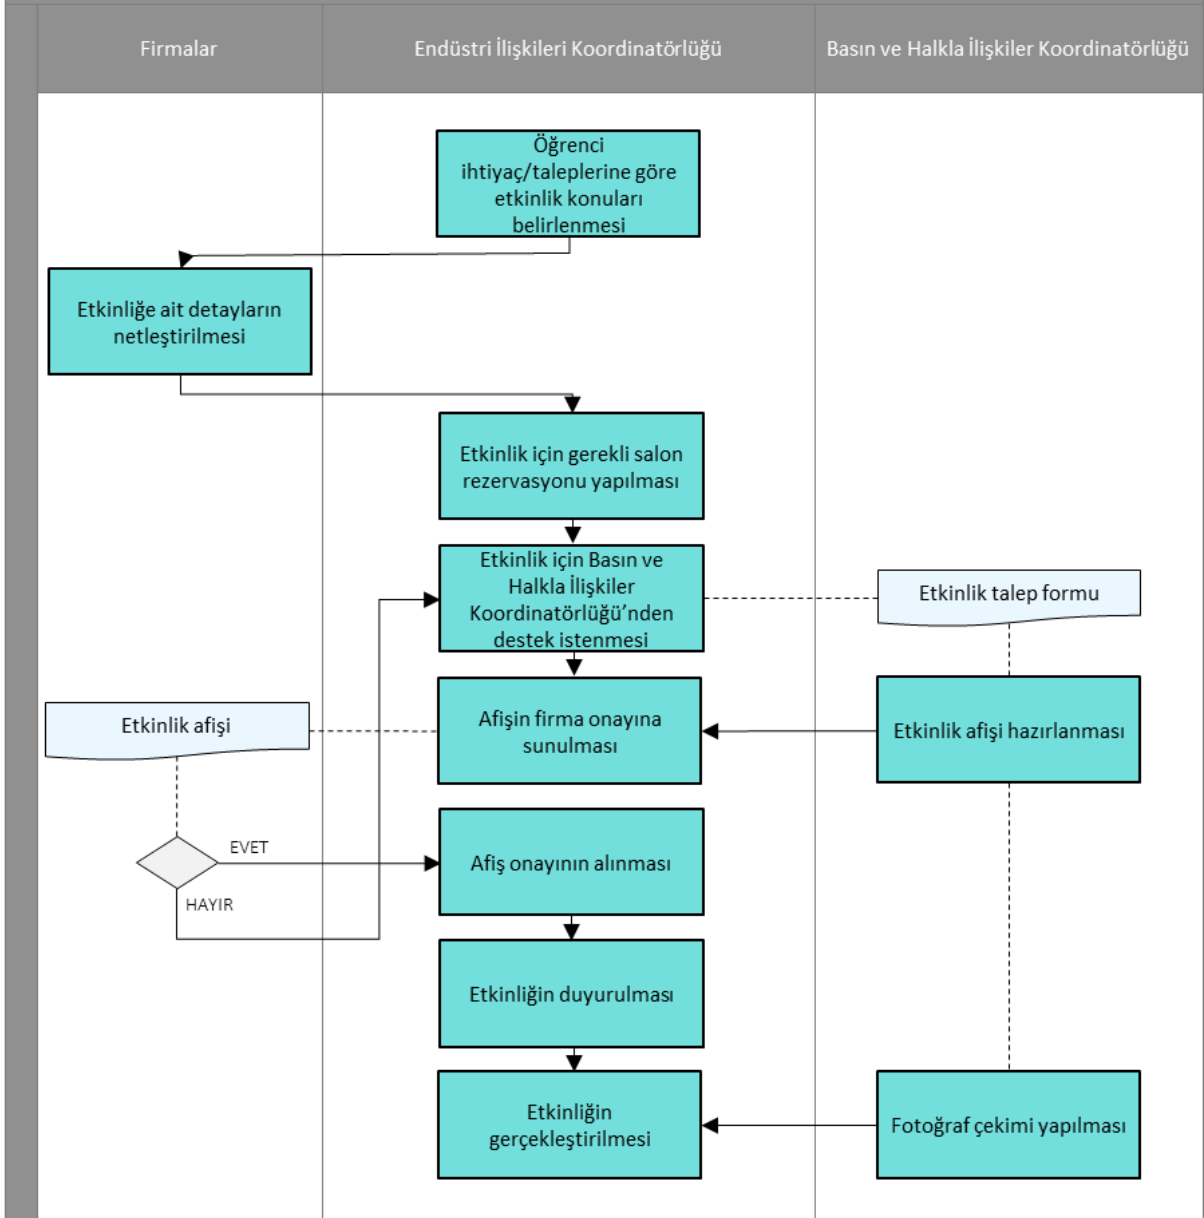 Firmalar
Endüstri İlişkileri Koordinatörlüğü
Basın ve Halkla İlişkiler Koordinatörlüğü
Öğrenci
ihtiyaç/taleplerine göre
etkinlik konuları
belirlenmesi
Etkinliğe ait detayların
netleştirilmesi
Etkinlik için gerekli salon
rezervasyonu yapılması
Etkinlik için Basın ve
Halkla İlişkiler
Koordinatörlüğü’nden
destek istenmesi
Etkinlik talep formu
Etkinlik afişi
Afişin firma onayına
sunulması
Etkinlik afişi hazırlanması
EVET
HAYIR
Afiş onayının alınması
Etkinliğin duyurulması
Etkinliğin
gerçekleştirilmesi
Fotoğraf çekimi yapılması